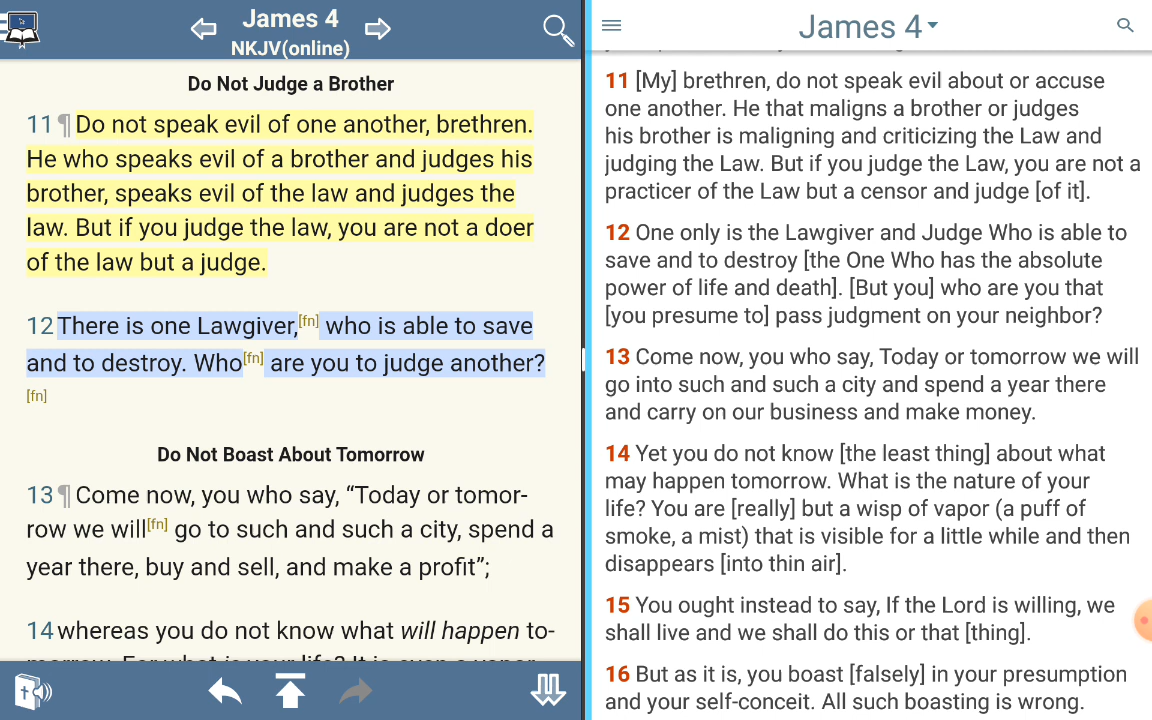 James 4
NKJV(online)
Do Not Judge a Brother
11 ¶ Do not speak evil of one another, brethren.
He who speaks evil of a brother and judges his
brother, speaks evil of the law and judges the
law. But if you judge the law, you are not a doer
of the law but a judge.
12 There is one Lawgiver,[fn] who is able to save
and to destroy. Who[fn] are you to judge another?
[fn]
Do Not Boast About Tomorrow
13 ¶ Come now, you who say, “Today or tomor-
row we will[fn] go to such and such a city, spend a
year there, buy and sell, and make a profit”;
14 whereas you do not know what will happen to-
morrow. For what is your life? It is even a vapor
James 4
11 [My] brethren, do not speak evil about or accuse
one another. He that maligns a brother or judges
his brother is maligning and criticizing the Law and
judging the Law. But if you judge the Law, you are not a
practicer of the Law but a censor and judge [of it].
12 One only is the Lawgiver and Judge Who is able to
save and to destroy [the One Who has the absolute
power of life and death]. [But you] who are you that
[you presume to] pass judgment on your neighbor?
13 Come now, you who say, Today or tomorrow we will
go into such and such a city and spend a year there
and carry on our business and make money.
14 Yet you do not know [the least thing] about what
may happen tomorrow. What is the nature of your
life? You are [really] but a wisp of vapor (a puff of
smoke, a mist) that is visible for a little while and then
disappears [into thin air].
15 You ought instead to say, If the Lord is willing, we
shall live and we shall do this or that [thing].
16 But as it is, you boast [falsely] in your presumption
and your self-conceit. All such boasting is wrong.